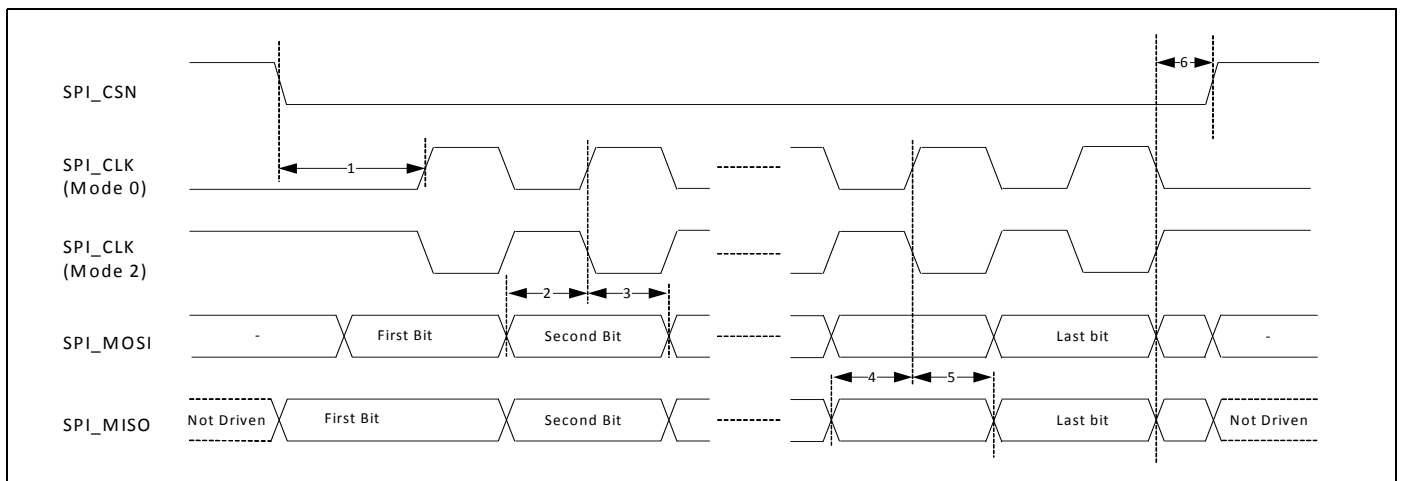 6
SPI_CSN
SPI_CLK
(Mode 0)
1
SPI_CLK
(Mode 2)
2 3
SPI_MOSI - First Bit Second Bit Last bit -
4 5
SPI_MISO Not Driven First Bit Second Bit Last bit Not Driven